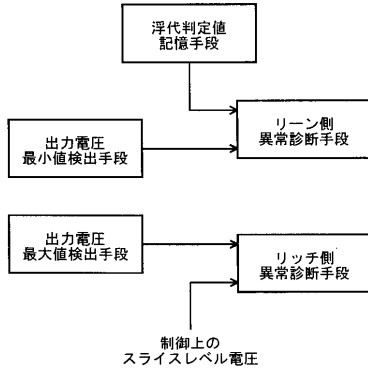 浮代判定値
記憶手段
リーン側
異常診断手段
出力電圧
最小値検出手段
出力電圧
最大値検出手段
リッチ側
異常診断手段
制御上の
スライスレベル電圧